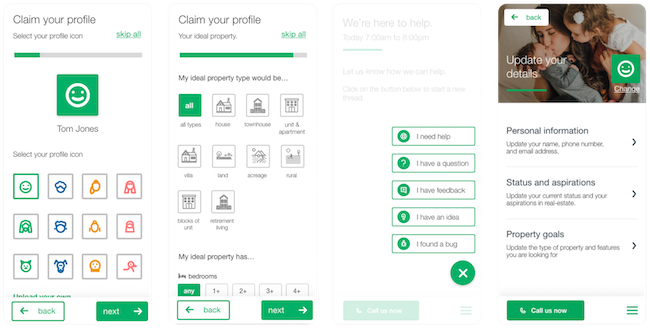 Claim your profile
Select your profile icon
skip all
Tom Jones
Select your profile icon
Upload your own
back
next
Claim your profile
Your ideal property.
skip all
My ideal property type would be...
all
all types
house
townhouse
unit &
apartment
villa
land
acreage
rural
blocks of
unit
retirement
living
My ideal property has...
bedrooms
any
1+
2+
3+
4+
back
next
We're here to help.
Today 7:00am to 8:00pm.
Let us know how we can help.
Click on the button below to start a new
thread.
I need help
I have a question
I have feedback
I have an idea
I found a bug
Call us now
back
Update your
details
Change
Personal information
Update your name, phone number,
and email address.
Status and aspirations
Update your current status and your
aspirations in real-estate.
Property goals
Update the type of property and features
you are looking for
Call us now